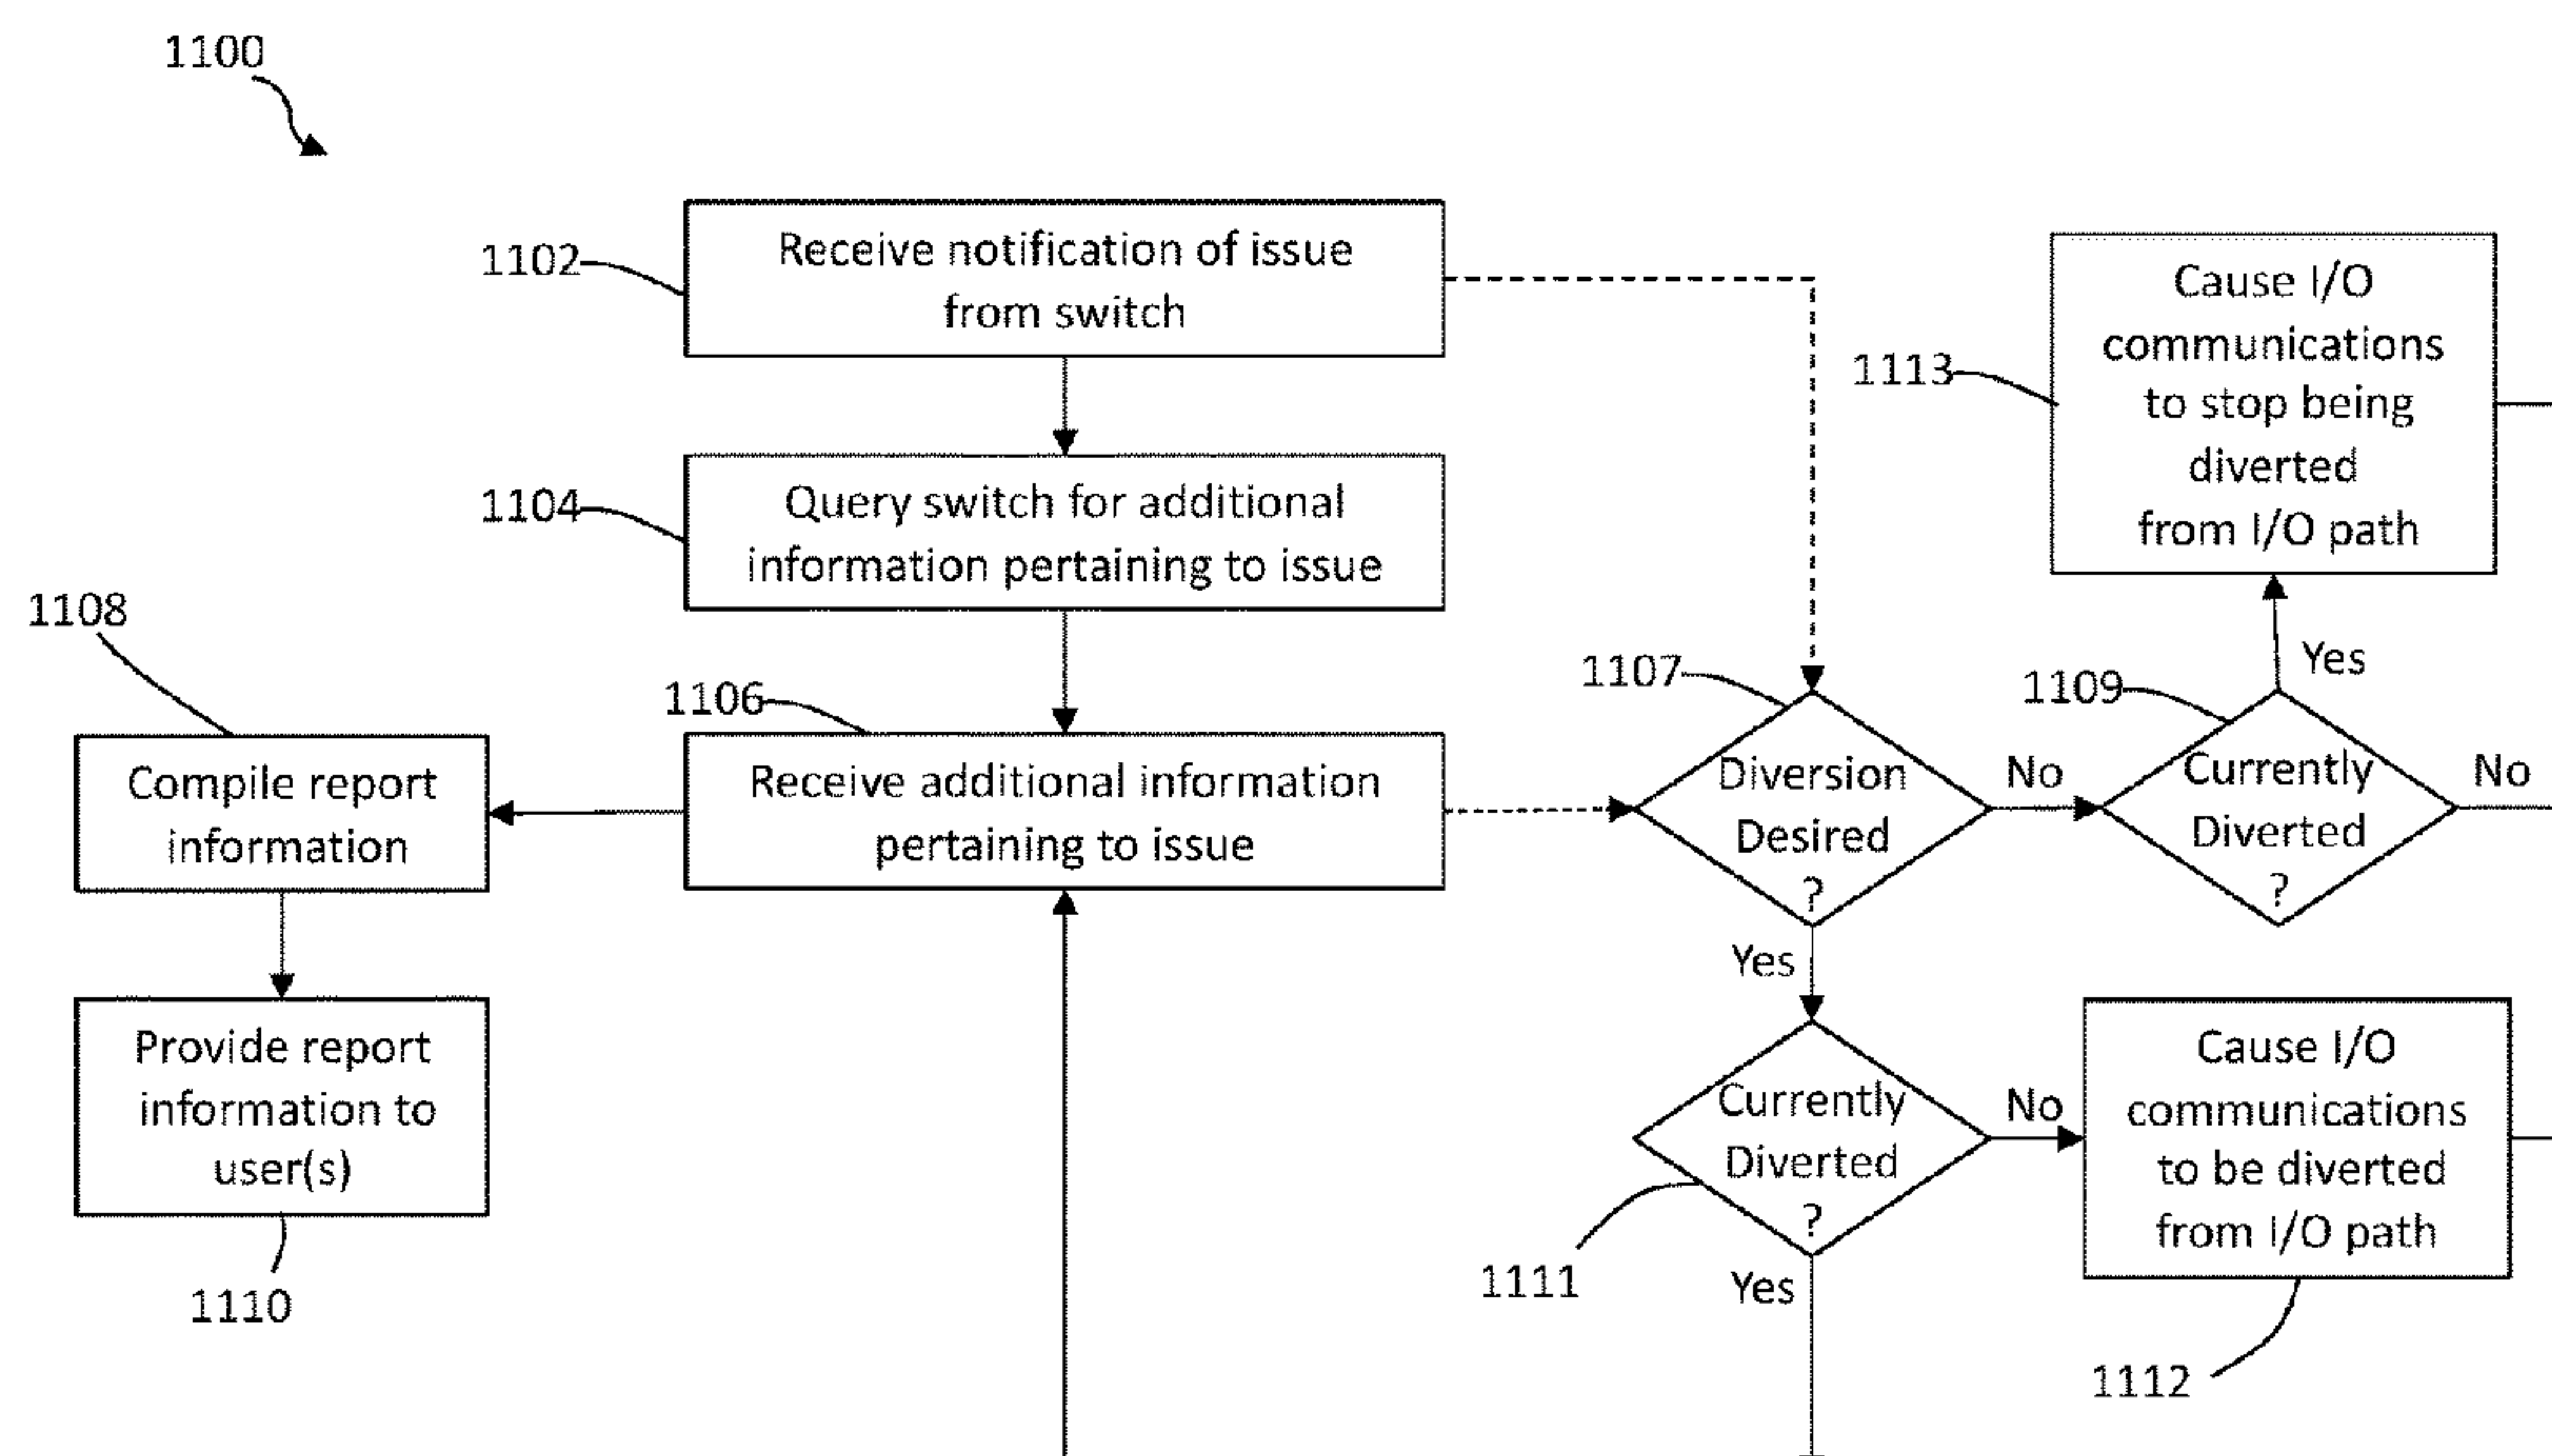 1100
1102
Receive notification of issue
from switch
1104
Query switch for additional
information pertaining to issue
1106
Receive additional information
pertaining to issue
1108
Compile report
information
Provide report
information to
user(s)
1110
1107
Diversion
Desired
?
No
Yes
1109
Currently
Diverted
?
Yes
No
1113
Cause I/O
communications
to stop being
diverted
from I/O path
1111
Currently
Diverted
?
No
Yes
Cause I/O
communications
to be diverted
from I/O path
1112